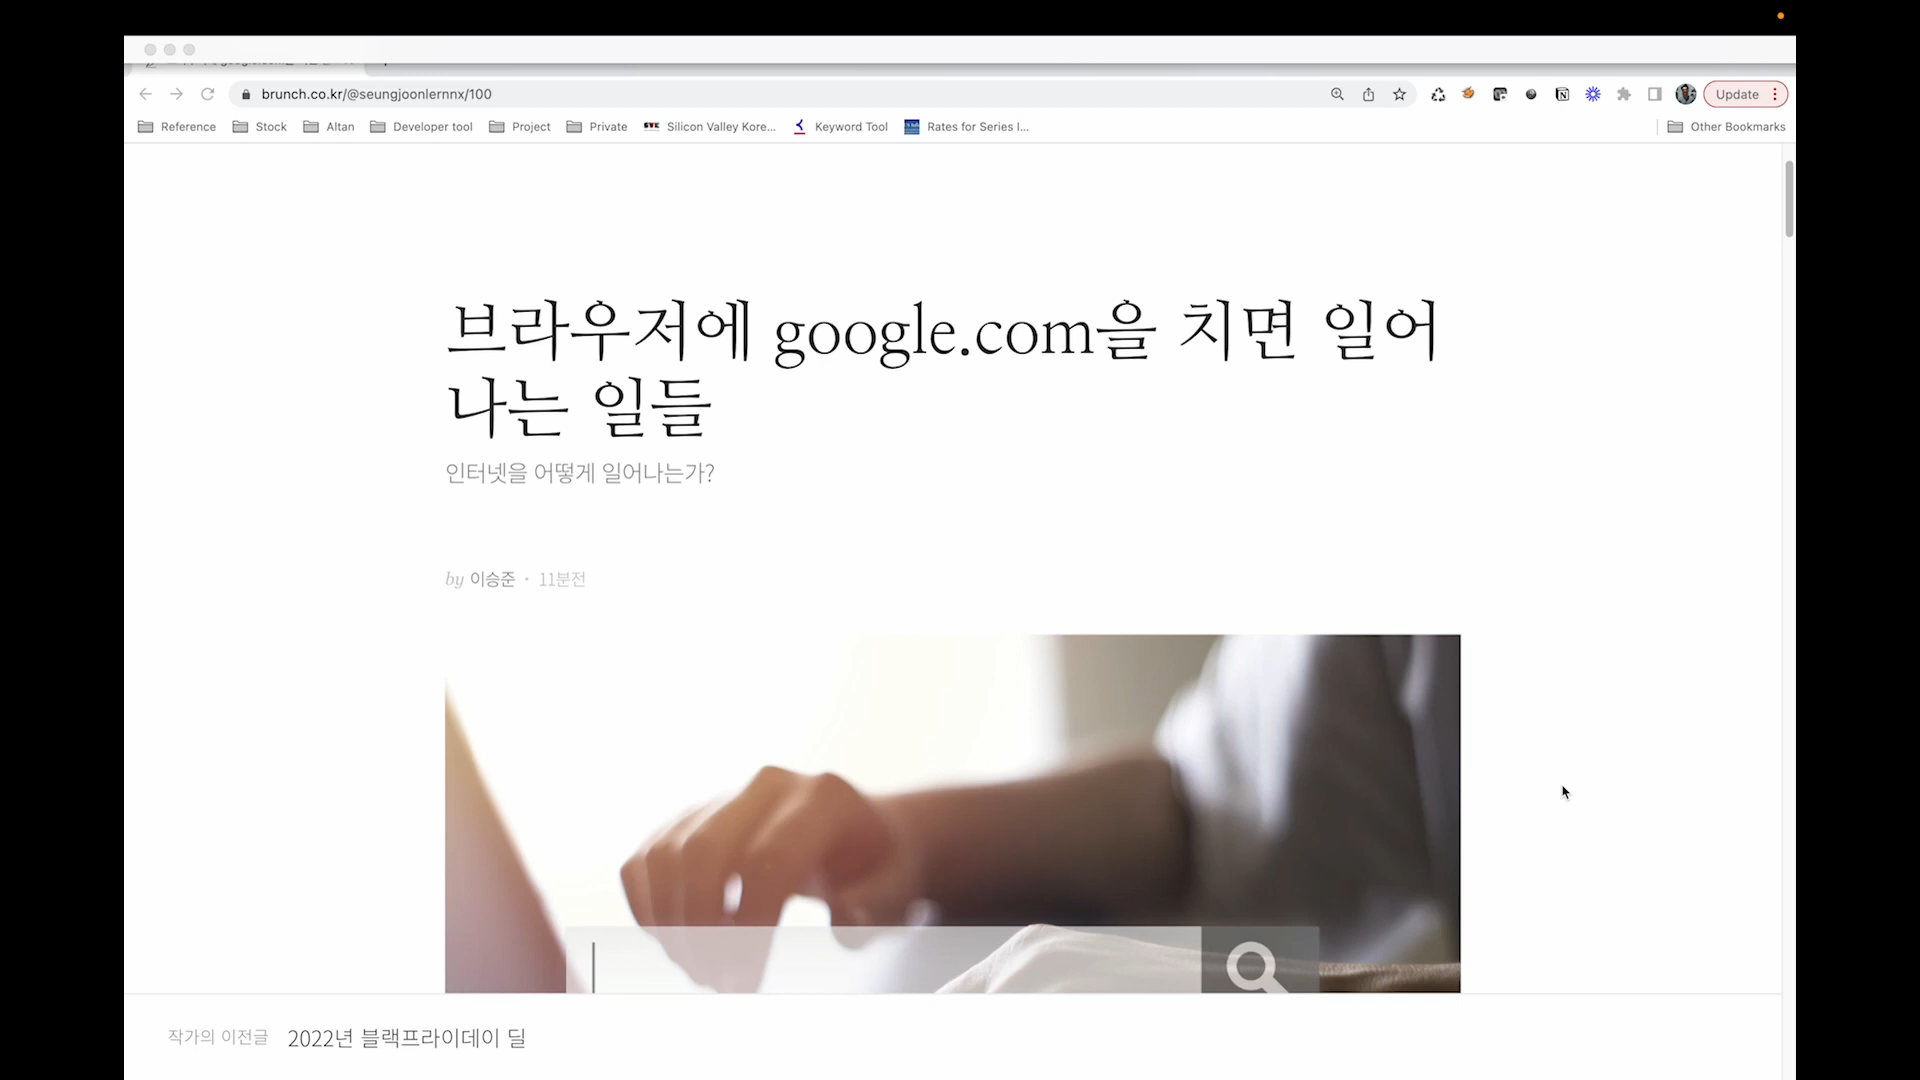 brunch.co.kr/@seungjoonlernnx/100
Update
Reference Stock Altan Developer tool Project Private Silicon Valley Kore... Keyword Tool Rates for Series I... Other Bookmarks
브라우저에 google.com을 치면 일어
나는 일들
인터넷을 어떻게 일어나는가?
by 이승준 · 11분전
작가의 이전글 2022년 블랙프라이데이 딜